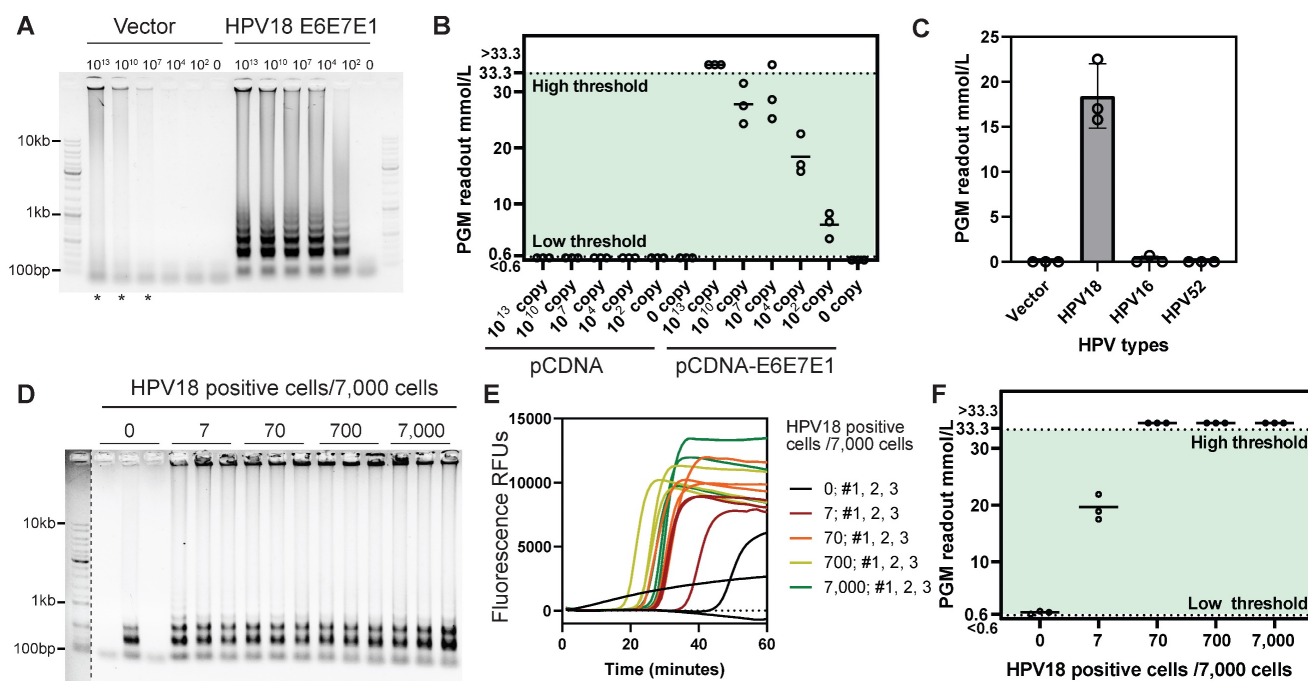 A
Vector
HPV18 E6E7E1
10¹³ 10¹⁰ 10⁷ 10⁴ 10² 0
10¹³ 10¹⁰ 10⁷ 10⁴ 10² 0
10kb
1kb
100bp
* * *
B
PGM readout mmol/L
>33.3
33.3
30
20
10
0.6
<0.6
High threshold
Low threshold
10¹³ copy
10¹⁰ copy
10⁷ copy
10⁴ copy
10² copy
0 copy
10¹³ copy
10¹⁰ copy
10⁷ copy
10⁴ copy
10² copy
0 copy
pCDNA
pCDNA-E6E7E1
C
PGM readout mmol/L
25
20
15
10
5
0
Vector
HPV18
HPV16
HPV52
HPV types
D
HPV18 positive cells/7,000 cells
0 7 70 700 7,000
10kb
1kb
100bp
E
Fluorescence RFUs
15000
10000
5000
0
0 20 40 60
Time (minutes)
HPV18 positive
cells /7,000 cells
0; #1, 2, 3
7; #1, 2, 3
70; #1, 2, 3
700; #1, 2, 3
7,000; #1, 2, 3
F
PGM readout mmol/L
>33.3
33.3
30
20
10
0.6
<0.6
High threshold
Low threshold
0 7 70 700 7,000
HPV18 positive cells /7,000 cells